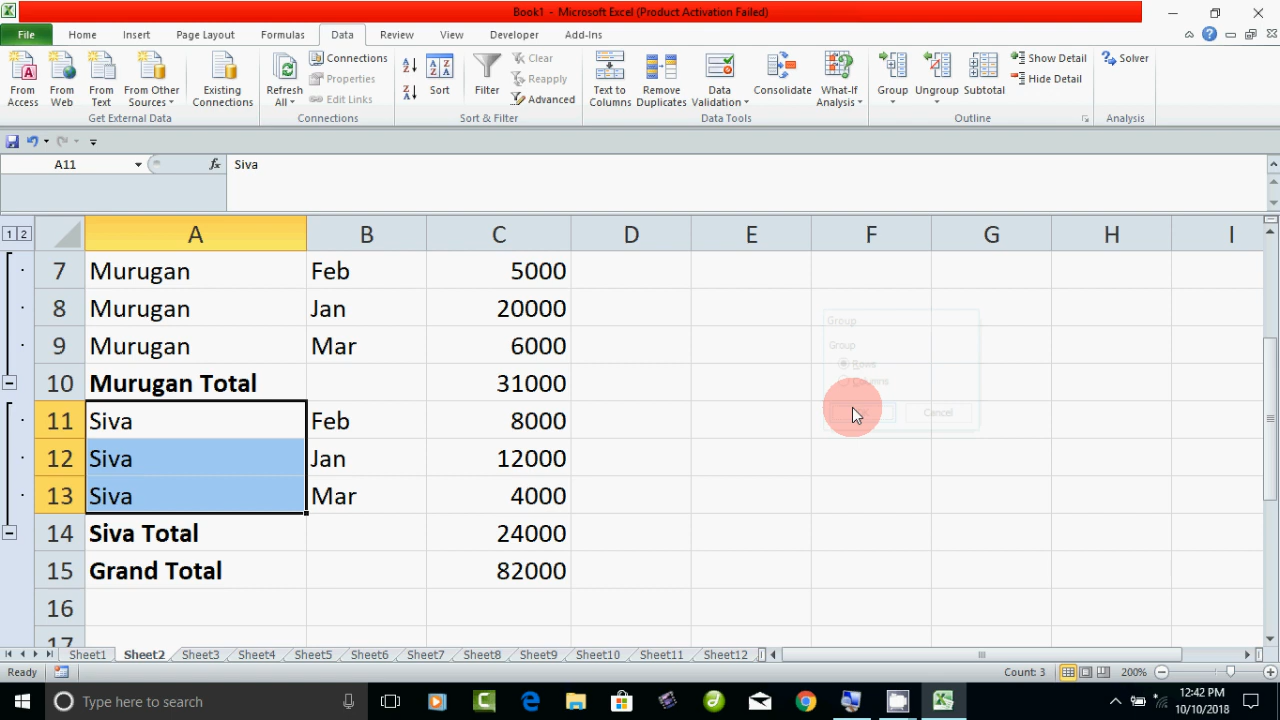 Book1 - Microsoft Excel (Product Activation Failed)
File Home Insert Page Layout Formulas Data Review View Developer Add-Ins
From Access
From Web
From Text
From Other Sources
Existing Connections
Get External Data
Refresh All
Connections
Properties
Edit Links
Connections
Sort
Filter
Clear
Reapply
Advanced
Sort & Filter
Text to Columns
Remove Duplicates
Data Validation
Consolidate
What-If Analysis
Data Tools
Group
Ungroup
Subtotal
Show Detail
Hide Detail
Outline
Solver
Analysis
A11 fx Siva
1 2 A B C D E F G H I
7 Murugan Feb 5000
8 Murugan Jan 20000
9 Murugan Mar 6000
10 Murugan Total 31000
11 Siva Feb 8000
12 Siva Jan 12000
13 Siva Mar 4000
14 Siva Total 24000
15 Grand Total 82000
16
17
Group
Group
Rows
Columns
Cancel
Sheet1 Sheet2 Sheet3 Sheet4 Sheet5 Sheet6 Sheet7 Sheet8 Sheet9 Sheet10 Sheet11 Sheet12
Ready Count: 3 200%
Type here to search
12:42 PM
10/10/2018